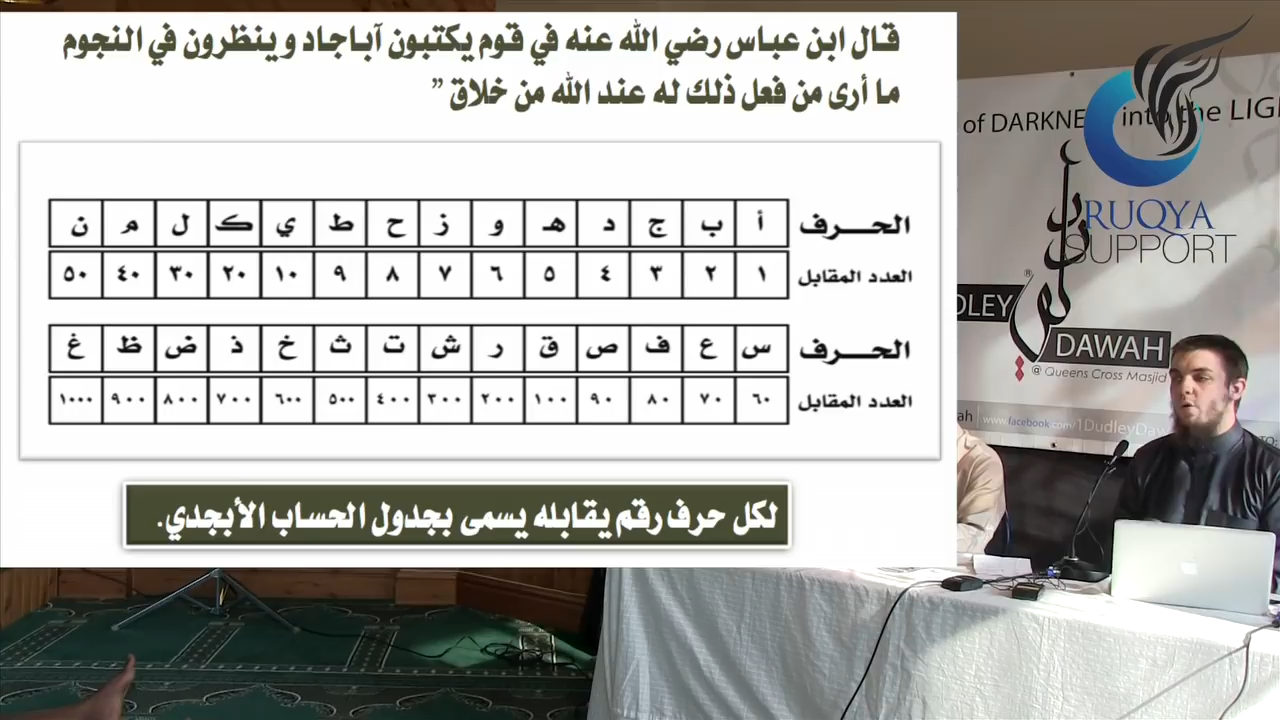 قال ابن عباس رضي الله عنه في قوم يكتبون آباجاد وينظرون في النجوم
ما أرى من فعل ذلك له عند الله من خلاق ”
الحرف أ ب ج د هـ و ز ح ط ي ك ل م ن
العدد المقابل ١ ٢ ٣ ٤ ٥ ٦ ٧ ٨ ٩ ١٠ ٢٠ ٣٠ ٤٠ ٥٠
الحرف س ع ف ص ق ر ش ت ث خ ذ ض ظ غ
العدد المقابل ٦٠ ٧٠ ٨٠ ٩٠ ١٠٠ ٢٠٠ ٣٠٠ ٤٠٠ ٥٠٠ ٦٠٠ ٧٠٠ ٨٠٠ ٩٠٠ ١٠٠٠
لكل حرف رقم يقابله يسمى بجدول الحساب الأبجدي.
of DARKNE into the LIGH
RUQYA
SUPPORT
DLEY
DAWAH
@ Queens Cross Masjid
www.facebook.com/1DudleyDaw